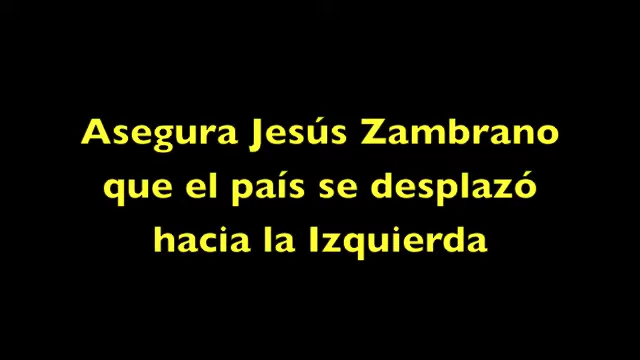 Asegura Jesús Zambrano
que el país se desplazó
hacia la Izquierda